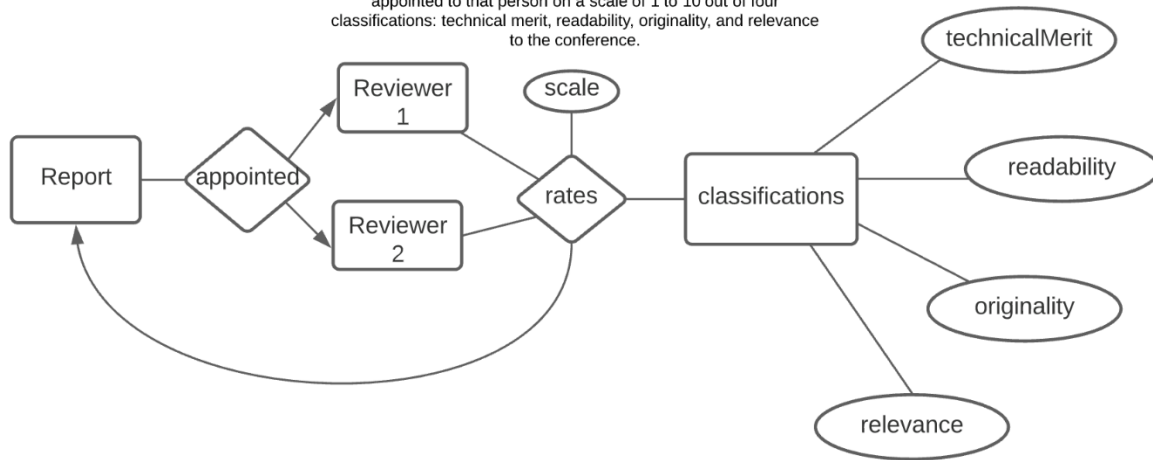 appointed to that person on a scale of 1 to 10 out of four
classifications: technical merit, readability, originality, and relevance
to the conference.
technicalMerit
Reviewer
1
scale
Report
appointed
rates
classifications
readability
Reviewer
2
originality
relevance